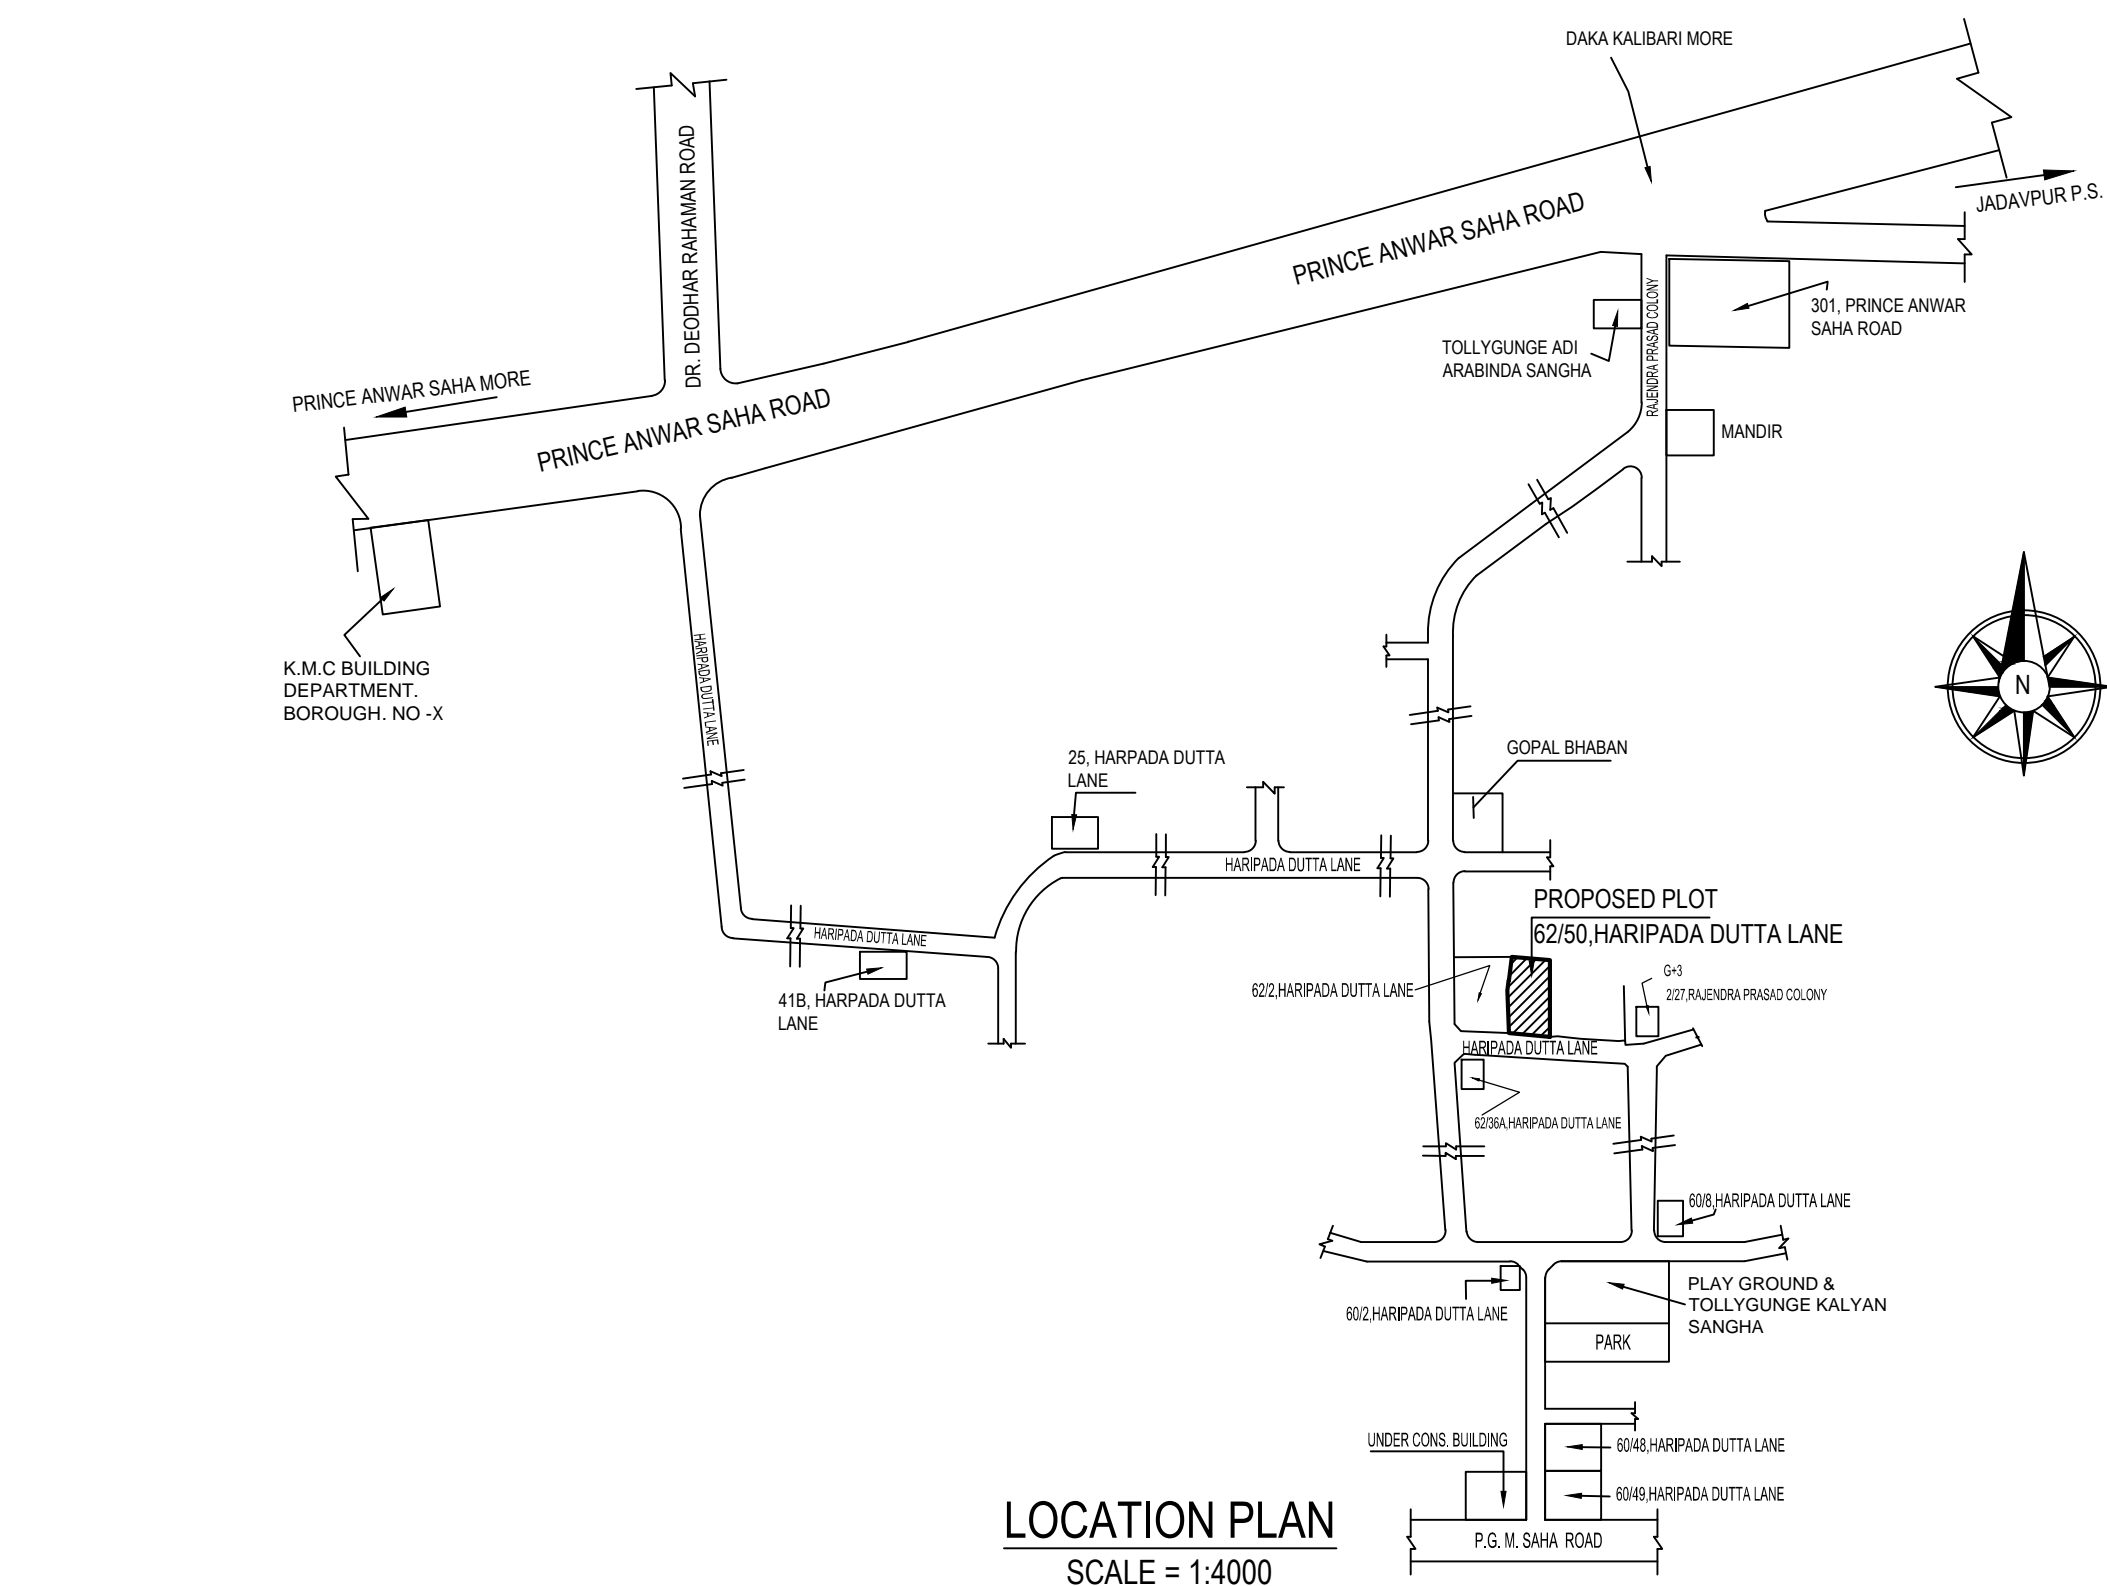 DAKA KALIBARI MORE
DR. DEODHAR RAHAMAN ROAD
JADAVPUR P.S.
PRINCE ANWAR SAHA ROAD
301, PRINCE ANWAR
SAHA ROAD
RAJENDRA PRASAD COLONY
TOLLYGUNGE ADI
ARABINDA SANGHA
PRINCE ANWAR SAHA MORE
PRINCE ANWAR SAHA ROAD
MANDIR
K.M.C BUILDING
DEPARTMENT.
BOROUGH. NO -X
HARIPADA DUTTA LANE
N
25, HARPADA DUTTA
LANE
GOPAL BHABAN
HARIPADA DUTTA LANE
PROPOSED PLOT
62/50,HARIPADA DUTTA LANE
HARIPADA DUTTA LANE
41B, HARPADA DUTTA
LANE
62/2,HARIPADA DUTTA LANE
G+3
2/27,RAJENDRA PRASAD COLONY
HARIPADA DUTTA LANE
62/36A,HARIPADA DUTTA LANE
60/8,HARIPADA DUTTA LANE
60/2,HARIPADA DUTTA LANE
PLAY GROUND &
TOLLYGUNGE KALYAN
SANGHA
PARK
UNDER CONS. BUILDING
60/48,HARIPADA DUTTA LANE
60/49,HARIPADA DUTTA LANE
P.G. M. SAHA ROAD
LOCATION PLAN
SCALE = 1:4000